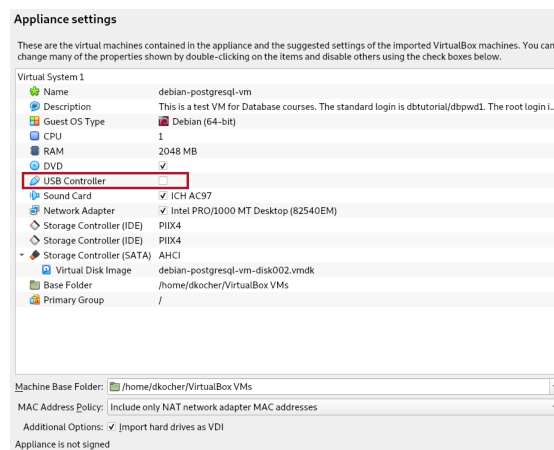 Appliance settings
These are the virtual machines contained in the appliance and the suggested settings of the imported VirtualBox machines. You can
change many of the properties shown by double-clicking on the items and disable others using the check boxes below.
Virtual System 1
Name debian-postgresql-vm
Description This is a test VM for Database courses. The standard login is dbtutorial/dbpwd1. The root login i...
Guest OS Type Debian (64-bit)
CPU 1
RAM 2048 MB
DVD
USB Controller
Sound Card ICH AC97
Network Adapter Intel PRO/1000 MT Desktop (82540EM)
Storage Controller (IDE) PIIX4
Storage Controller (IDE) PIIX4
Storage Controller (SATA) AHCI
Virtual Disk Image debian-postgresql-vm-disk002.vmdk
Base Folder /home/dkocher/VirtualBox VMs
Primary Group /
Machine Base Folder: /home/dkocher/VirtualBox VMs
MAC Address Policy: Include only NAT network adapter MAC addresses
Additional Options: Import hard drives as VDI
Appliance is not signed